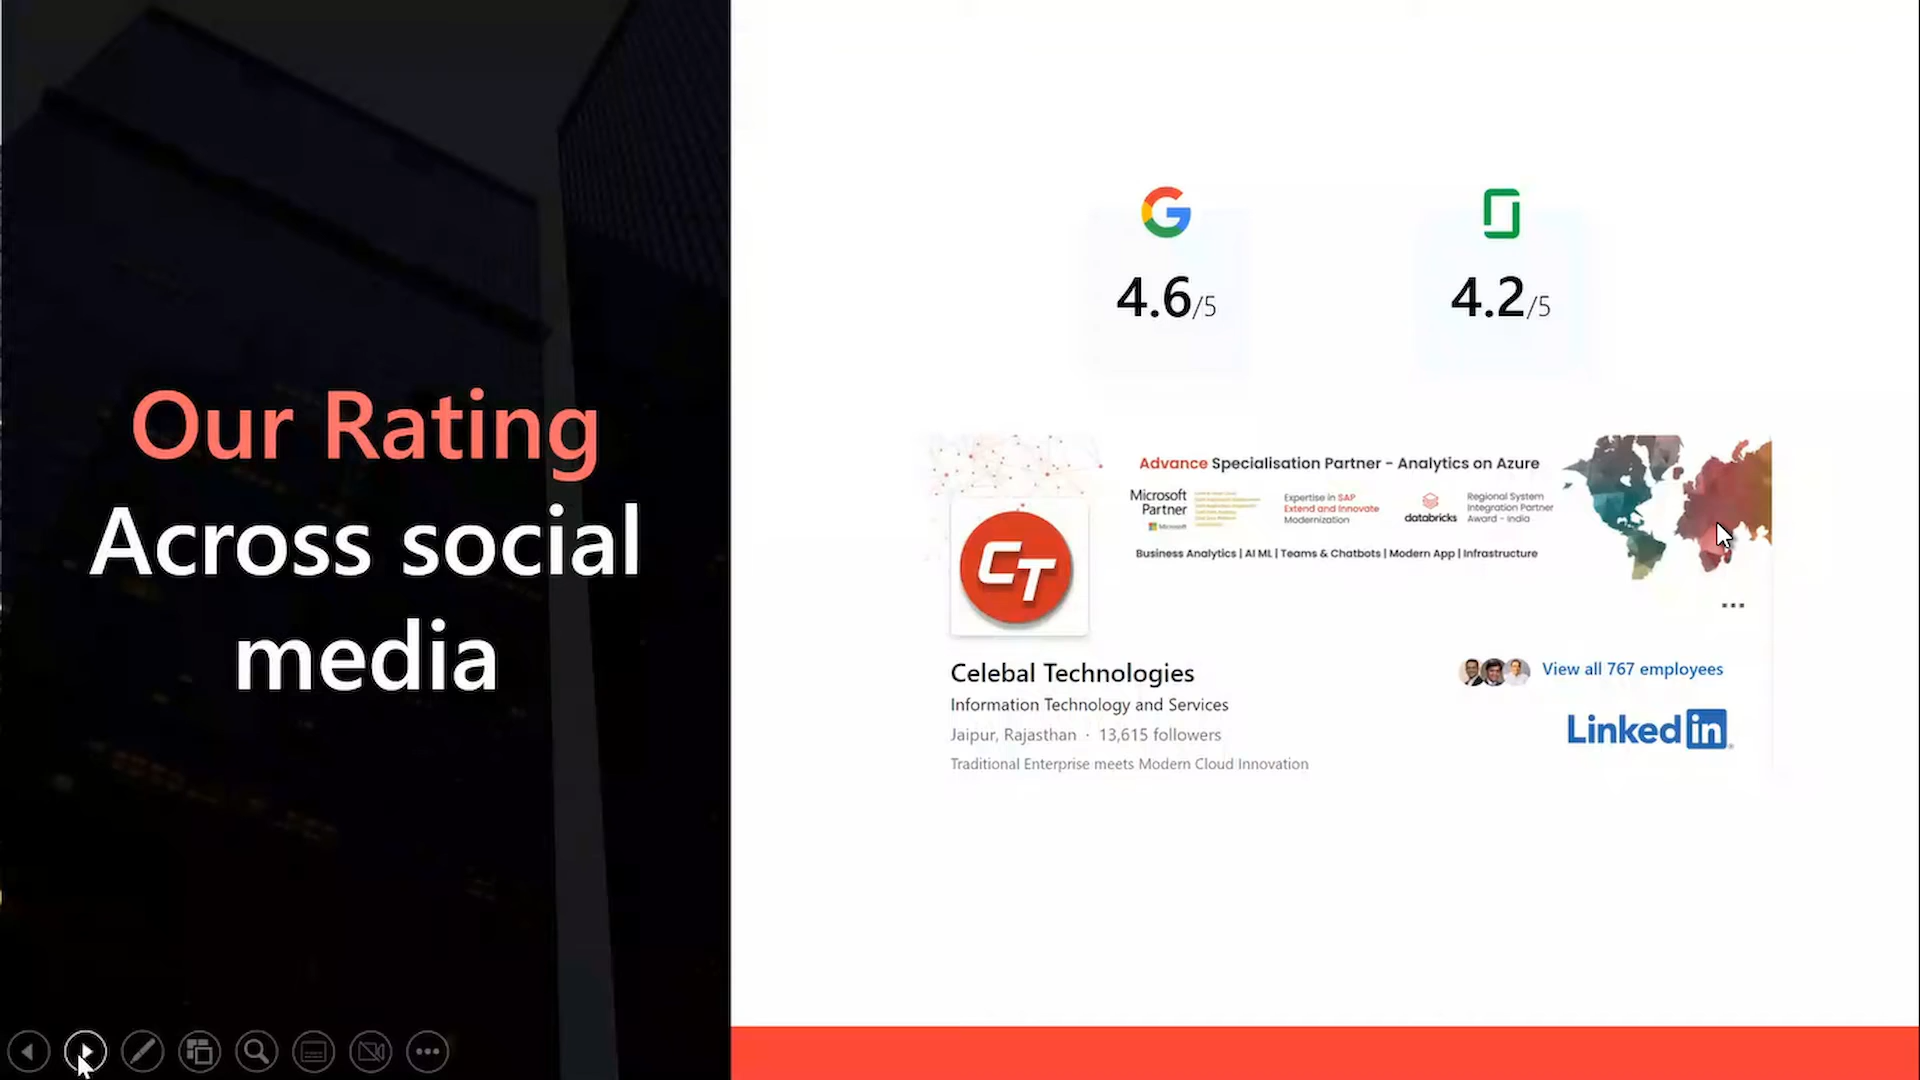 Our Rating
Across social
media
4.6/5
4.2/5
Advance Specialisation Partner - Analytics on Azure
Microsoft
Partner
Microsoft
Expertise in SAP
Extend and Innovate
Modernization
databricks
Regional System
Integration Partner
Award - India
Business Analytics | AI ML | Teams & Chatbots | Modern App | Infrastructure
CT
Celebal Technologies
Information Technology and Services
Jaipur, Rajasthan · 13,615 followers
Traditional Enterprise meets Modern Cloud Innovation
View all 767 employees
Linkedin